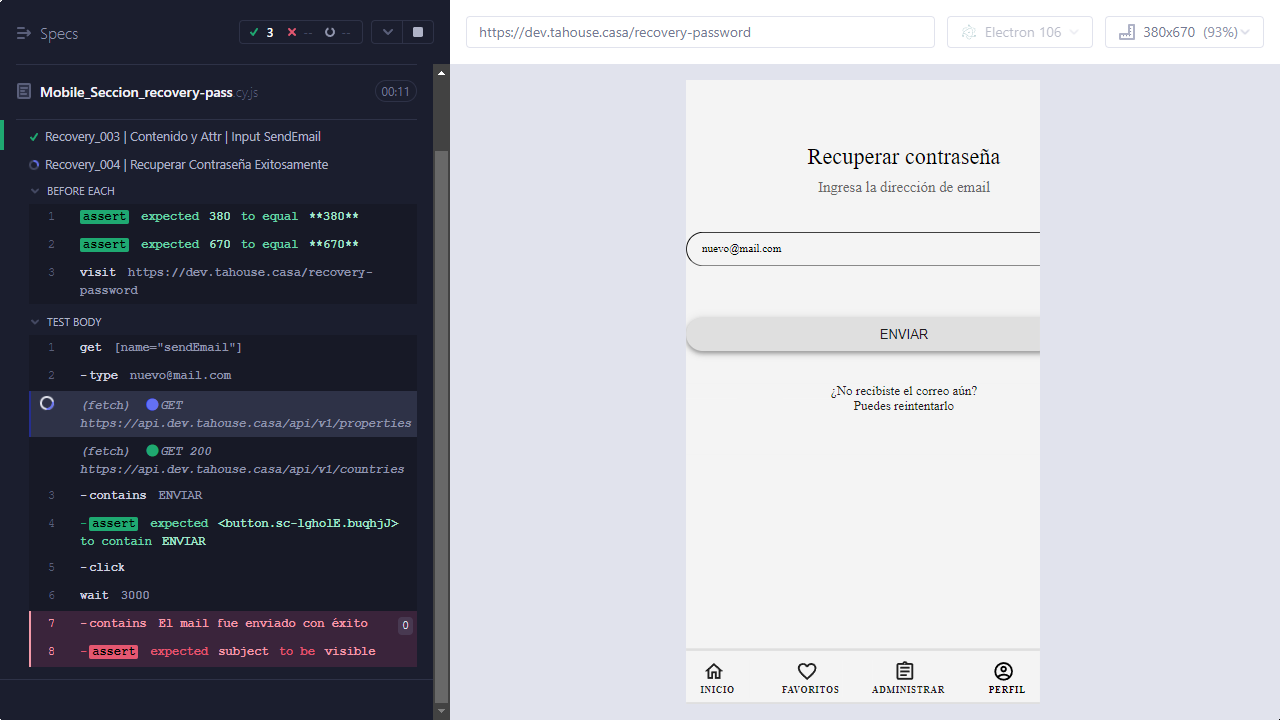 Specs
3 -- --
Mobile_Seccion_recovery-pass.cy.js 00:11
Recovery_003 | Contenido y Attr | Input SendEmail
Recovery_004 | Recuperar Contraseña Exitosamente
BEFORE EACH
1 assert expected 380 to equal **380**
2 assert expected 670 to equal **670**
3 visit https://dev.tahouse.casa/recovery-
password
TEST BODY
1 get [name="sendEmail"]
2 -type nuevo@mail.com
(fetch) GET
https://api.dev.tahouse.casa/api/v1/properties
(fetch) GET 200
https://api.dev.tahouse.casa/api/v1/countries
3 -contains ENVIAR
4 -assert expected <button.sc-lgholE.buqhjJ>
to contain ENVIAR
5 -click
6 wait 3000
7 -contains El mail fue enviado con éxito 0
8 -assert expected subject to be visible
https://dev.tahouse.casa/recovery-password
Electron 106
380x670 (93%)
Recuperar contraseña
Ingresa la dirección de email
nuevo@mail.com
ENVIAR
¿No recibiste el correo aún?
Puedes reintentarlo
INICIO FAVORITOS ADMINISTRAR PERFIL